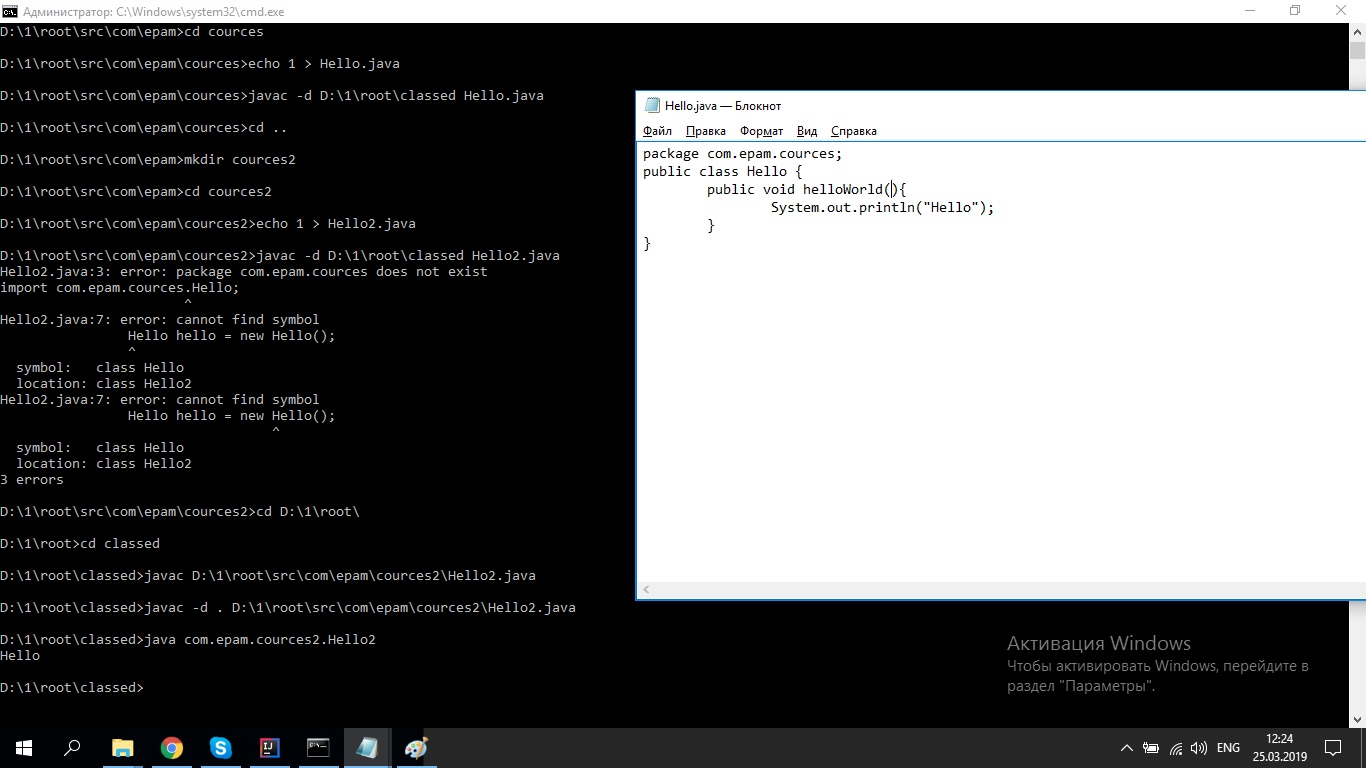 Администратор: C:\Windows\system32\cmd.exe
D:\1\root\src\com\epam>cd cources
D:\1\root\src\com\epam\cources>echo 1 > Hello.java
D:\1\root\src\com\epam\cources>javac -d D:\1\root\classed Hello.java
D:\1\root\src\com\epam\cources>cd ..
D:\1\root\src\com\epam>mkdir cources2
D:\1\root\src\com\epam>cd cources2
D:\1\root\src\com\epam\cources2>echo 1 > Hello2.java
D:\1\root\src\com\epam\cources2>javac -d D:\1\root\classed Hello2.java
Hello2.java:3: error: package com.epam.cources does not exist
import com.epam.cources.Hello;
^
Hello2.java:7: error: cannot find symbol
Hello hello = new Hello();
^
symbol:   class Hello
location: class Hello2
Hello2.java:7: error: cannot find symbol
Hello hello = new Hello();
^
symbol:   class Hello
location: class Hello2
3 errors
D:\1\root\src\com\epam\cources2>cd D:\1\root\
D:\1\root>cd classed
D:\1\root\classed>javac D:\1\root\src\com\epam\cources2\Hello2.java
D:\1\root\classed>javac -d . D:\1\root\src\com\epam\cources2\Hello2.java
D:\1\root\classed>java com.epam.cources2.Hello2
Hello
D:\1\root\classed>
Hello.java — Блокнот
Файл Правка Формат Вид Справка
package com.epam.cources;
public class Hello {
public void helloWorld(){
System.out.println("Hello");
}
}
Активация Windows
Чтобы активировать Windows, перейдите в
раздел "Параметры".
ENG
12:24
25.03.2019